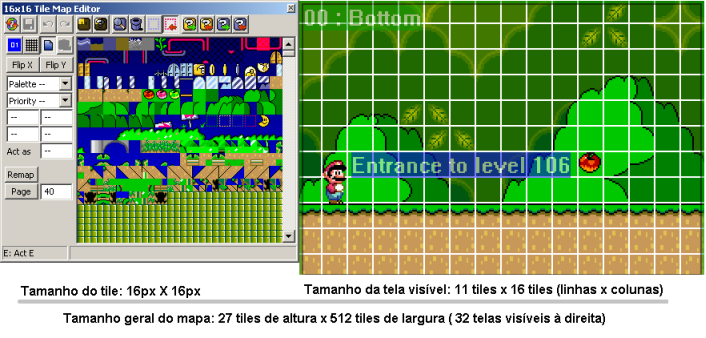 16x16 Tile Map Editor
01
Flip X
Flip Y
Palette --
Priority --
--
--
--
--
Act as
--
Remap
Page
40
E: Act E
00 : Bottom
Entrance to level 106
Tamanho do tile: 16px X 16px
Tamanho da tela visível: 11 tiles x 16 tiles (linhas x colunas)
Tamanho geral do mapa: 27 tiles de altura x 512 tiles de largura ( 32 telas visíveis à direita)